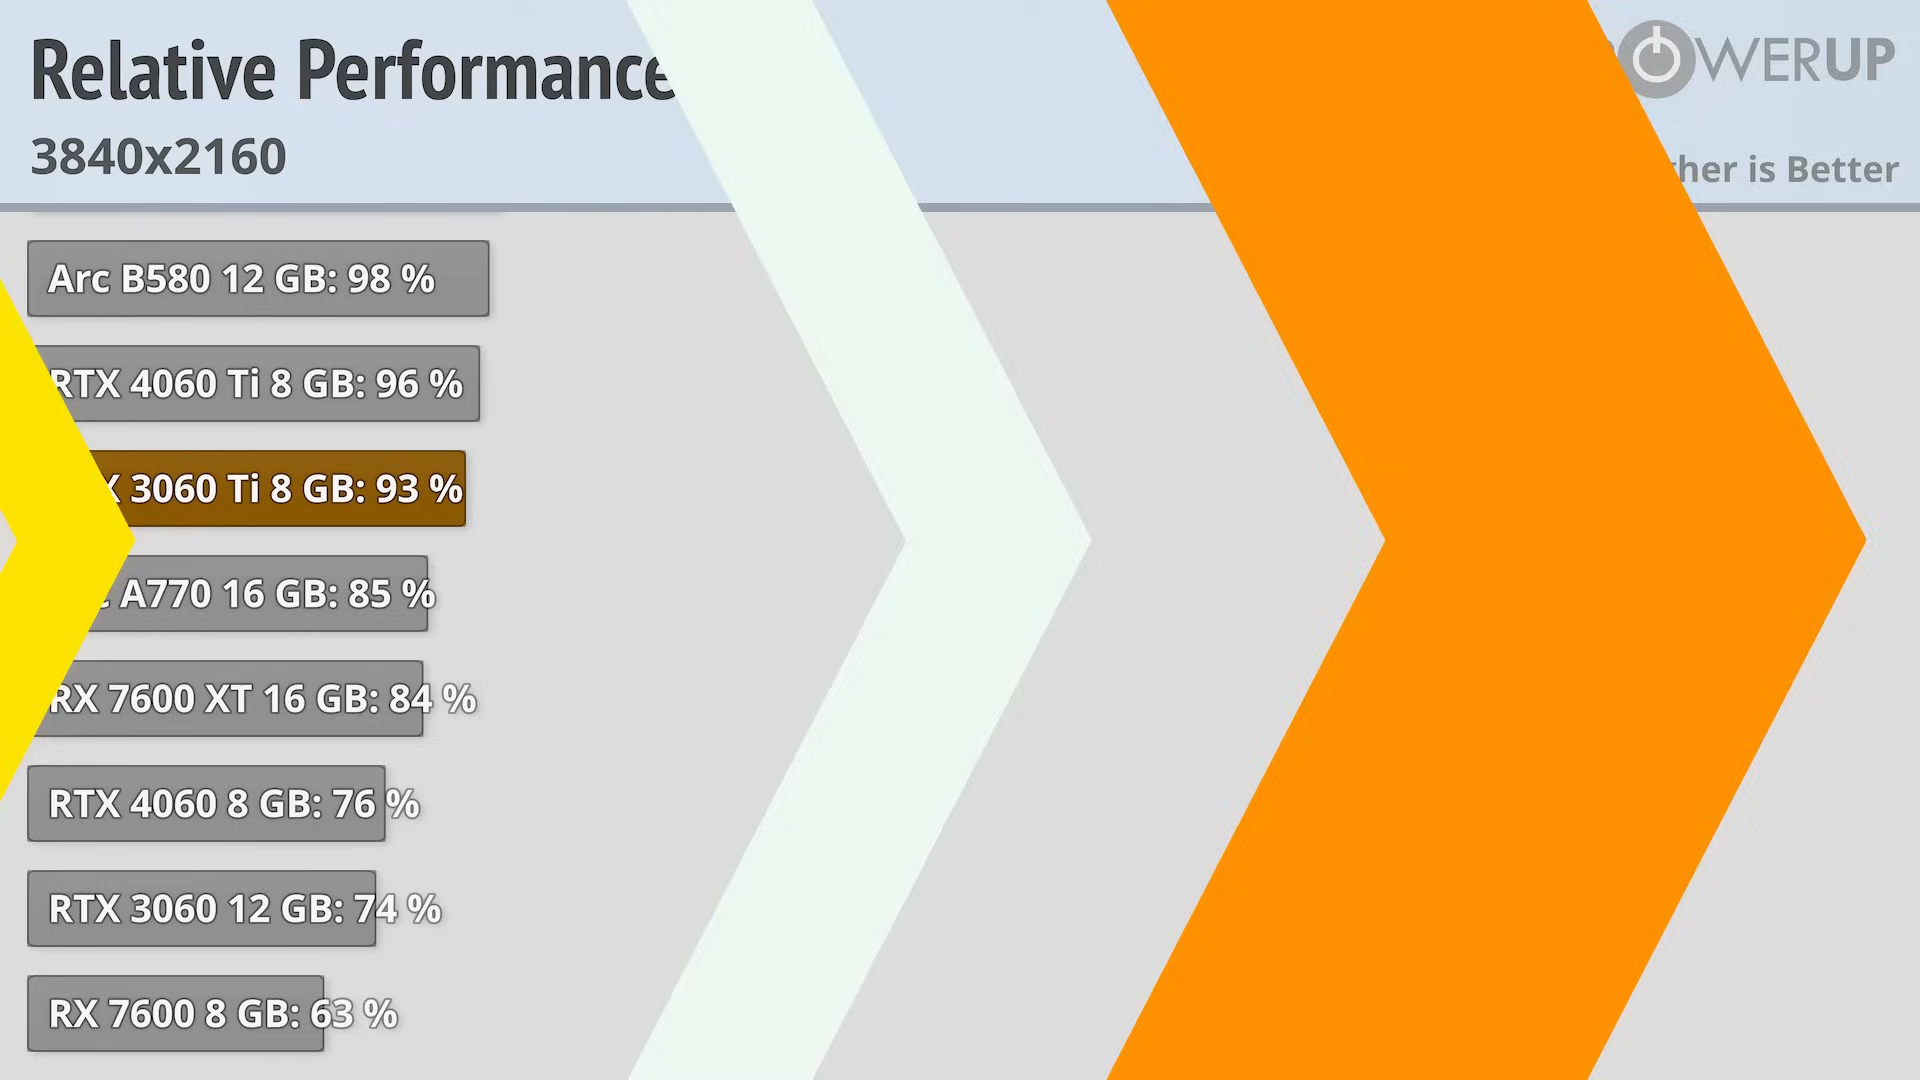 Relative Performance
WERUP
3840x2160
is Better
Arc B580 12 GB: 98 %
RTX 4060 Ti 8 GB: 96 %
3060 Ti 8 GB: 93 %
A770 16 GB: 85 %
RX 7600 XT 16 GB: 84 %
RTX 4060 8 GB: 76 %
RTX 3060 12 GB: 74 %
RX 7600 8 GB: 63 %